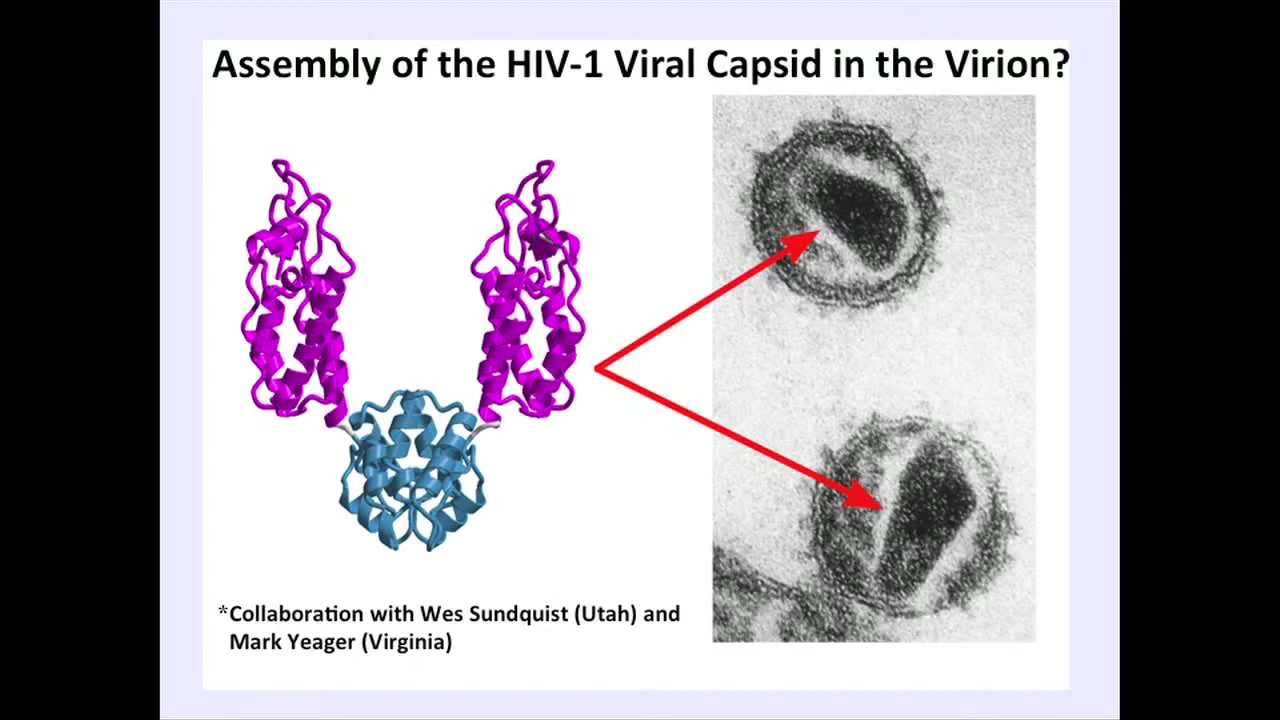 Assembly of the HIV-1 Viral Capsid in the Virion?
*Collaboration with Wes Sundquist (Utah) and
Mark Yeager (Virginia)